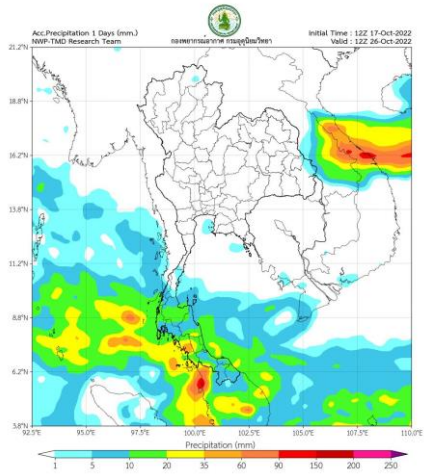 Acc.Precipitation 1 Days (mm.)
NWP-TMD Research Team
กองพยากรณ์อากาศ กรมอุตุนิยมวิทยา
Initial Time : 12Z 17-Oct-2022
Valid : 12Z 26-Oct-2022
21.2°N
18.8°N
16.2°N
13.8°N
11.2°N
8.8°N
6.2°N
3.8°N
92.5°E 95.0°E 97.5°E 100.0°E 102.5°E 105.0°E 107.5°E 110.0°E
Precipitation (mm)
1 5 10 20 35 60 90 150 200 250